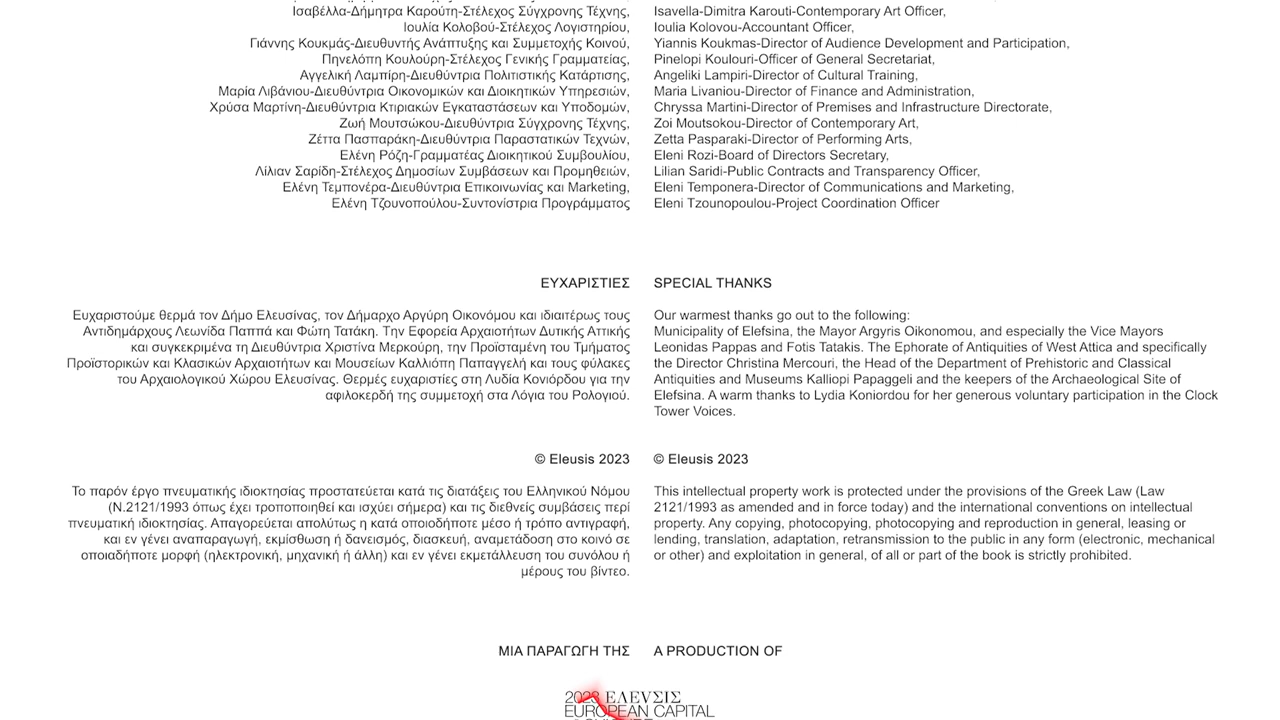 Ισαβέλλα-Δήμητρα Καρούτη-Στέλεχος Σύγχρονης Τέχνης,
Ιουλία Κολοβού-Στέλεχος Λογιστηρίου,
Γιάννης Κουκμάς-Διευθυντής Ανάπτυξης και Συμμετοχής Κοινού,
Πηνελόπη Κουλούρη-Στέλεχος Γενικής Γραμματείας,
Αγγελική Λαμπίρη-Διευθύντρια Πολιτιστικής Κατάρτισης,
Μαρία Λιβάνιου-Διευθύντρια Οικονομικών και Διοικητικών Υπηρεσιών,
Χρύσα Μαρτίνη-Διευθύντρια Κτιριακών Εγκαταστάσεων και Υποδομών,
Ζωή Μουτσώκου-Διευθύντρια Σύγχρονης Τέχνης,
Ζέττα Πασπαράκη-Διευθύντρια Παραστατικών Τεχνών,
Ελένη Ρόζη-Γραμματέας Διοικητικού Συμβουλίου,
Λίλιαν Σαρίδη-Στέλεχος Δημοσίων Συμβάσεων και Προμηθειών,
Ελένη Τεμπονέρα-Διευθύντρια Επικοινωνίας και Marketing,
Ελένη Τζουνοπούλου-Συντονίστρια Προγράμματος
Isavella-Dimitra Karouti-Contemporary Art Officer,
Ioulia Kolovou-Accountant Officer,
Yiannis Koukmas-Director of Audience Development and Participation,
Pinelopi Koulouri-Officer of General Secretariat,
Angeliki Lampiri-Director of Cultural Training,
Maria Livaniou-Director of Finance and Administration,
Chryssa Martini-Director of Premises and Infrastructure Directorate,
Zoi Moutsokou-Director of Contemporary Art,
Zetta Pasparaki-Director of Performing Arts,
Eleni Rozi-Board of Directors Secretary,
Lilian Saridi-Public Contracts and Transparency Officer,
Eleni Temponera-Director of Communications and Marketing,
Eleni Tzounopoulou-Project Coordination Officer
ΕΥΧΑΡΙΣΤΙΕΣ
Ευχαριστούμε θερμά τον Δήμο Ελευσίνας, τον Δήμαρχο Αργύρη Οικονόμου και ιδιαιτέρως τους
Αντιδημάρχους Λεωνίδα Παππά και Φώτη Τατάκη. Την Εφορεία Αρχαιοτήτων Δυτικής Αττικής
και συγκεκριμένα τη Διευθύντρια Χριστίνα Μερκούρη, την Προϊσταμένη του Τμήματος
Προϊστορικών και Κλασικών Αρχαιοτήτων και Μουσείων Καλλιόπη Παπαγγελή και τους φύλακες
του Αρχαιολογικού Χώρου Ελευσίνας. Θερμές ευχαριστίες στη Λυδία Κονιόρδου για την
αφιλοκερδή της συμμετοχή στα Λόγια του Ρολογιού.
SPECIAL THANKS
Our warmest thanks go out to the following:
Municipality of Elefsina, the Mayor Argyris Oikonomou, and especially the Vice Mayors
Leonidas Pappas and Fotis Tatakis. The Ephorate of Antiquities of West Attica and specifically
the Director Christina Mercouri, the Head of the Department of Prehistoric and Classical
Antiquities and Museums Kalliopi Papaggeli and the keepers of the Archaeological Site of
Elefsina. A warm thanks to Lydia Koniordou for her generous voluntary participation in the Clock
Tower Voices.
© Eleusis 2023
Το παρόν έργο πνευματικής ιδιοκτησίας προστατεύεται κατά τις διατάξεις του Ελληνικού Νόμου
(Ν.2121/1993 όπως έχει τροποποιηθεί και ισχύει σήμερα) και τις διεθνείς συμβάσεις περί
πνευματική ιδιοκτησίας. Απαγορεύεται απολύτως η κατά οποιοδήποτε μέσο ή τρόπο αντιγραφή,
και εν γένει αναπαραγωγή, εκμίσθωση ή δανεισμός, διασκευή, αναμετάδοση στο κοινό σε
οποιαδήποτε μορφή (ηλεκτρονική, μηχανική ή άλλη) και εν γένει εκμετάλλευση του συνόλου ή
μέρους του βίντεο.
© Eleusis 2023
This intellectual property work is protected under the provisions of the Greek Law (Law
2121/1993 as amended and in force today) and the international conventions on intellectual
property. Any copying, photocopying, photocopying and reproduction in general, leasing or
lending, translation, adaptation, retransmission to the public in any form (electronic, mechanical
or other) and exploitation in general, of all or part of the book is strictly prohibited.
ΜΙΑ ΠΑΡΑΓΩΓΗ ΤΗΣ
A PRODUCTION OF
2023 ΕΛΕVΣΙΣ
EUROPEAN CAPITAL